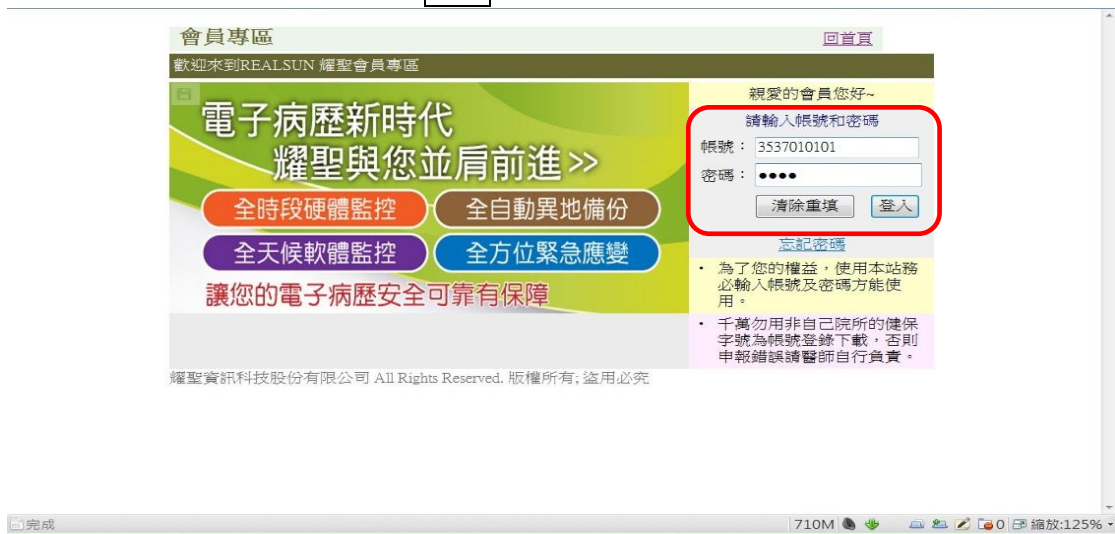 會員專區
回首頁
歡迎來到REALSUN 耀聖會員專區
電子病歷新時代
耀聖與您並肩前進>>
全時段硬體監控
全自動異地備份
全天候軟體監控
全方位緊急應變
讓您的電子病歷安全可靠有保障
親愛的會員您好~
請輸入帳號和密碼
帳號：3537010101
密碼：●●●●
清除重填 登入
忘記密碼
• 為了您的權益，使用本站務
必輸入帳號及密碼方能使
用。
• 千萬勿用非自己院所的健保
字號為帳號登錄下載，否則
申報錯誤請醫師自行負責。
耀聖資訊科技股份有限公司 All Rights Reserved. 版權所有; 盜用必究
完成
710M
0
縮放:125%